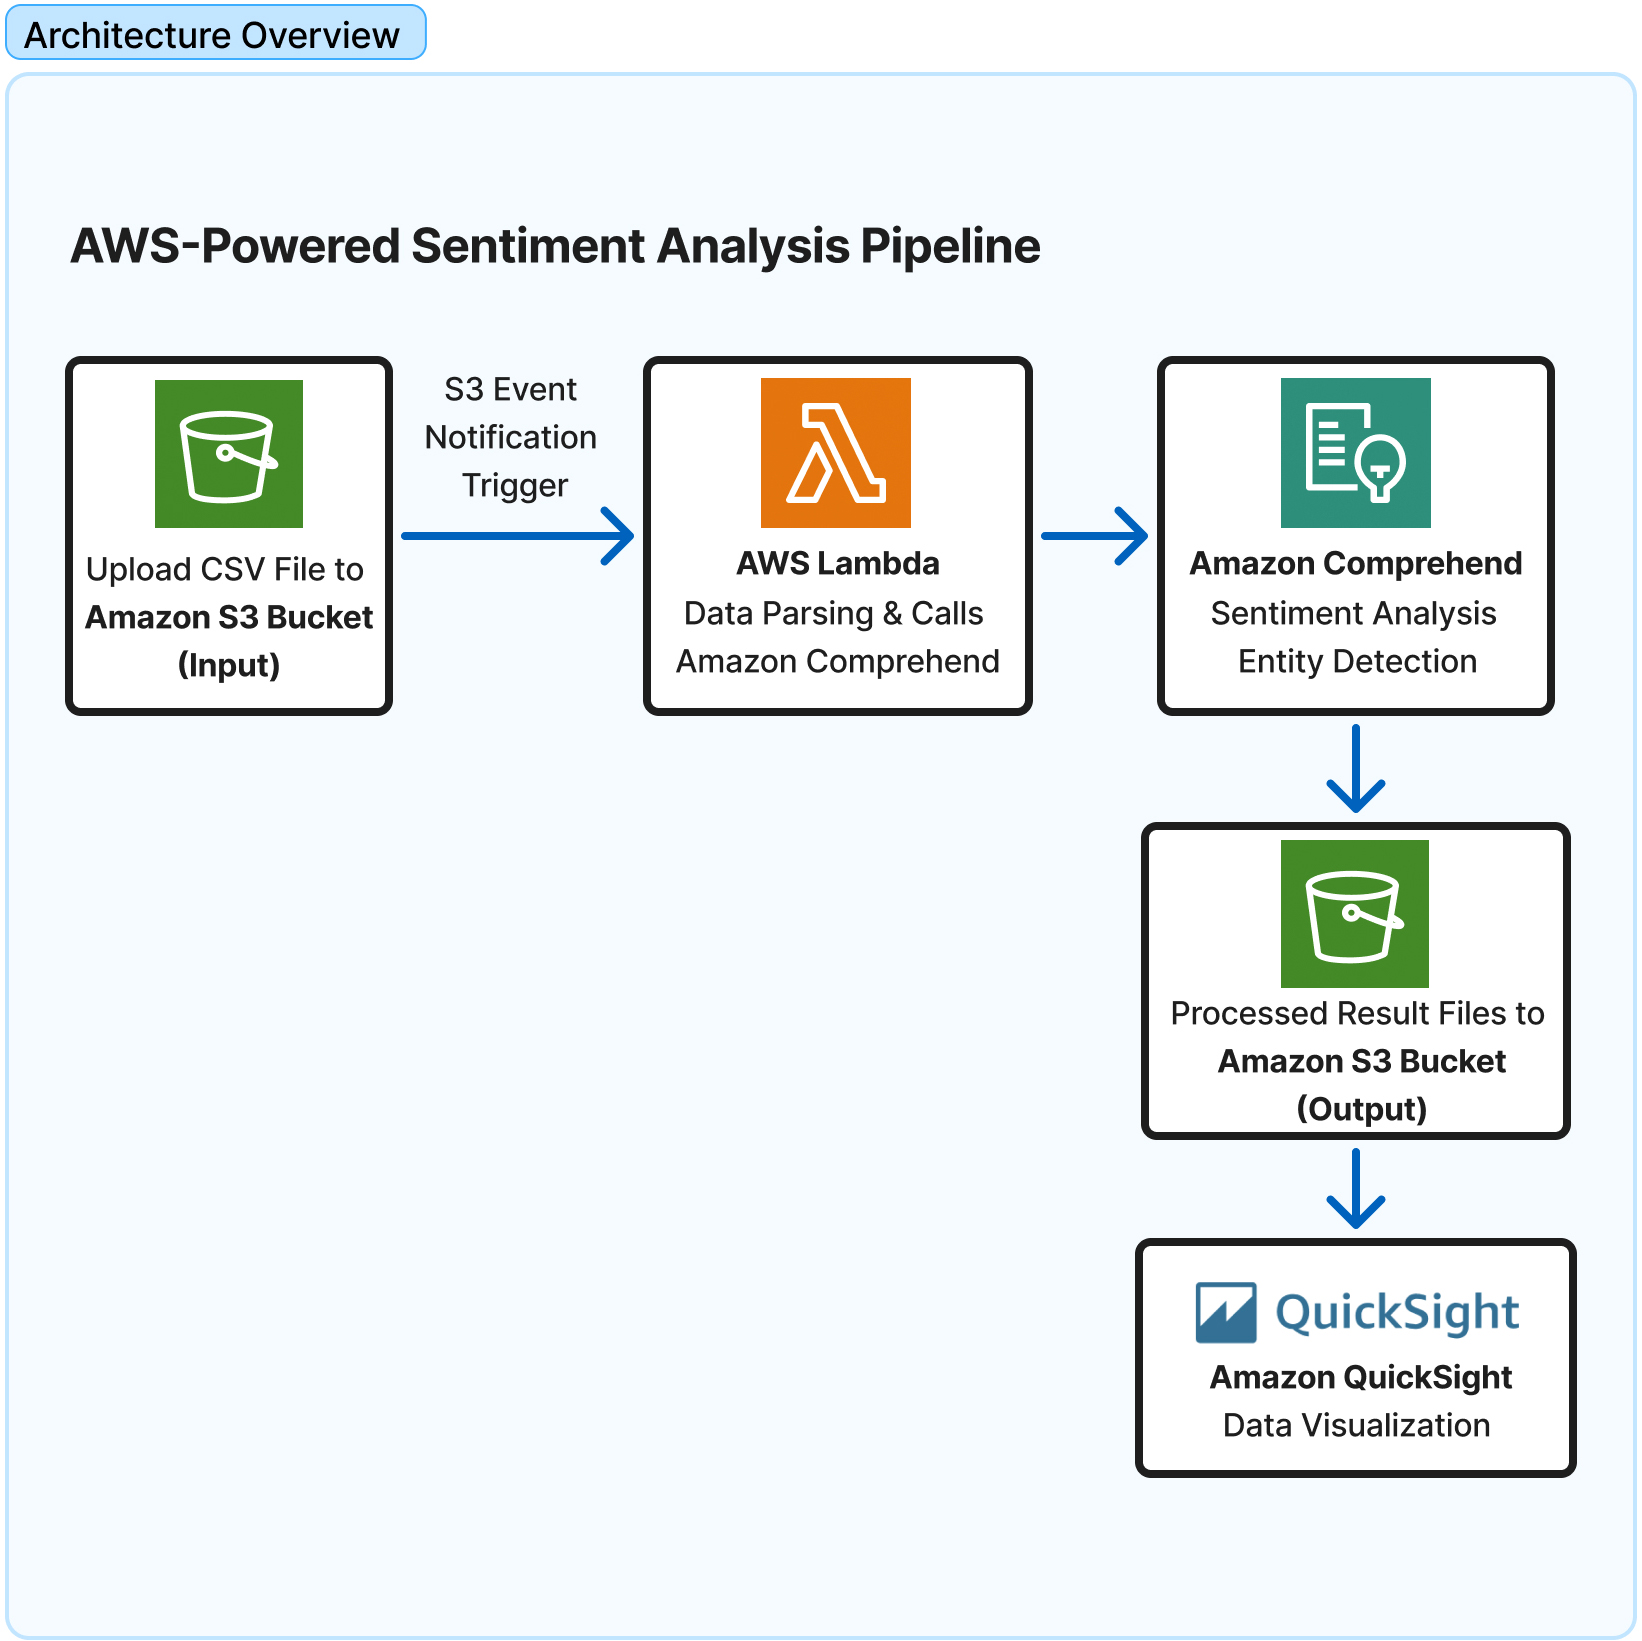 Architecture Overview
AWS-Powered Sentiment Analysis Pipeline
Upload CSV File to
Amazon S3 Bucket
(Input)
S3 Event
Notification
Trigger
AWS Lambda
Data Parsing & Calls
Amazon Comprehend
Amazon Comprehend
Sentiment Analysis
Entity Detection
Processed Result Files to
Amazon S3 Bucket
(Output)
QuickSight
Amazon QuickSight
Data Visualization